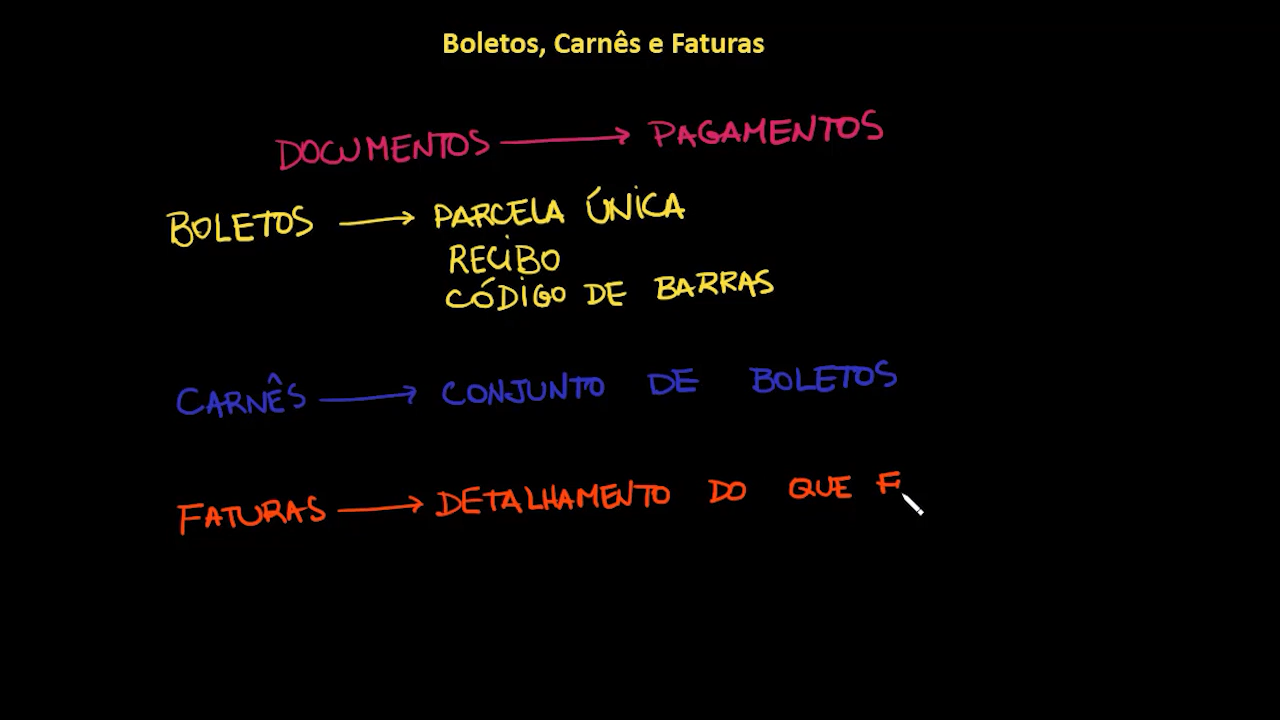 Boletos, Carnês e Faturas
DOCUMENTOS → PAGAMENTOS
BOLETOS → PARCELA ÚNICA
RECIBO
CÓDIGO DE BARRAS
CARNÊS → CONJUNTO DE BOLETOS
FATURAS → DETALHAMENTO DO QUE F